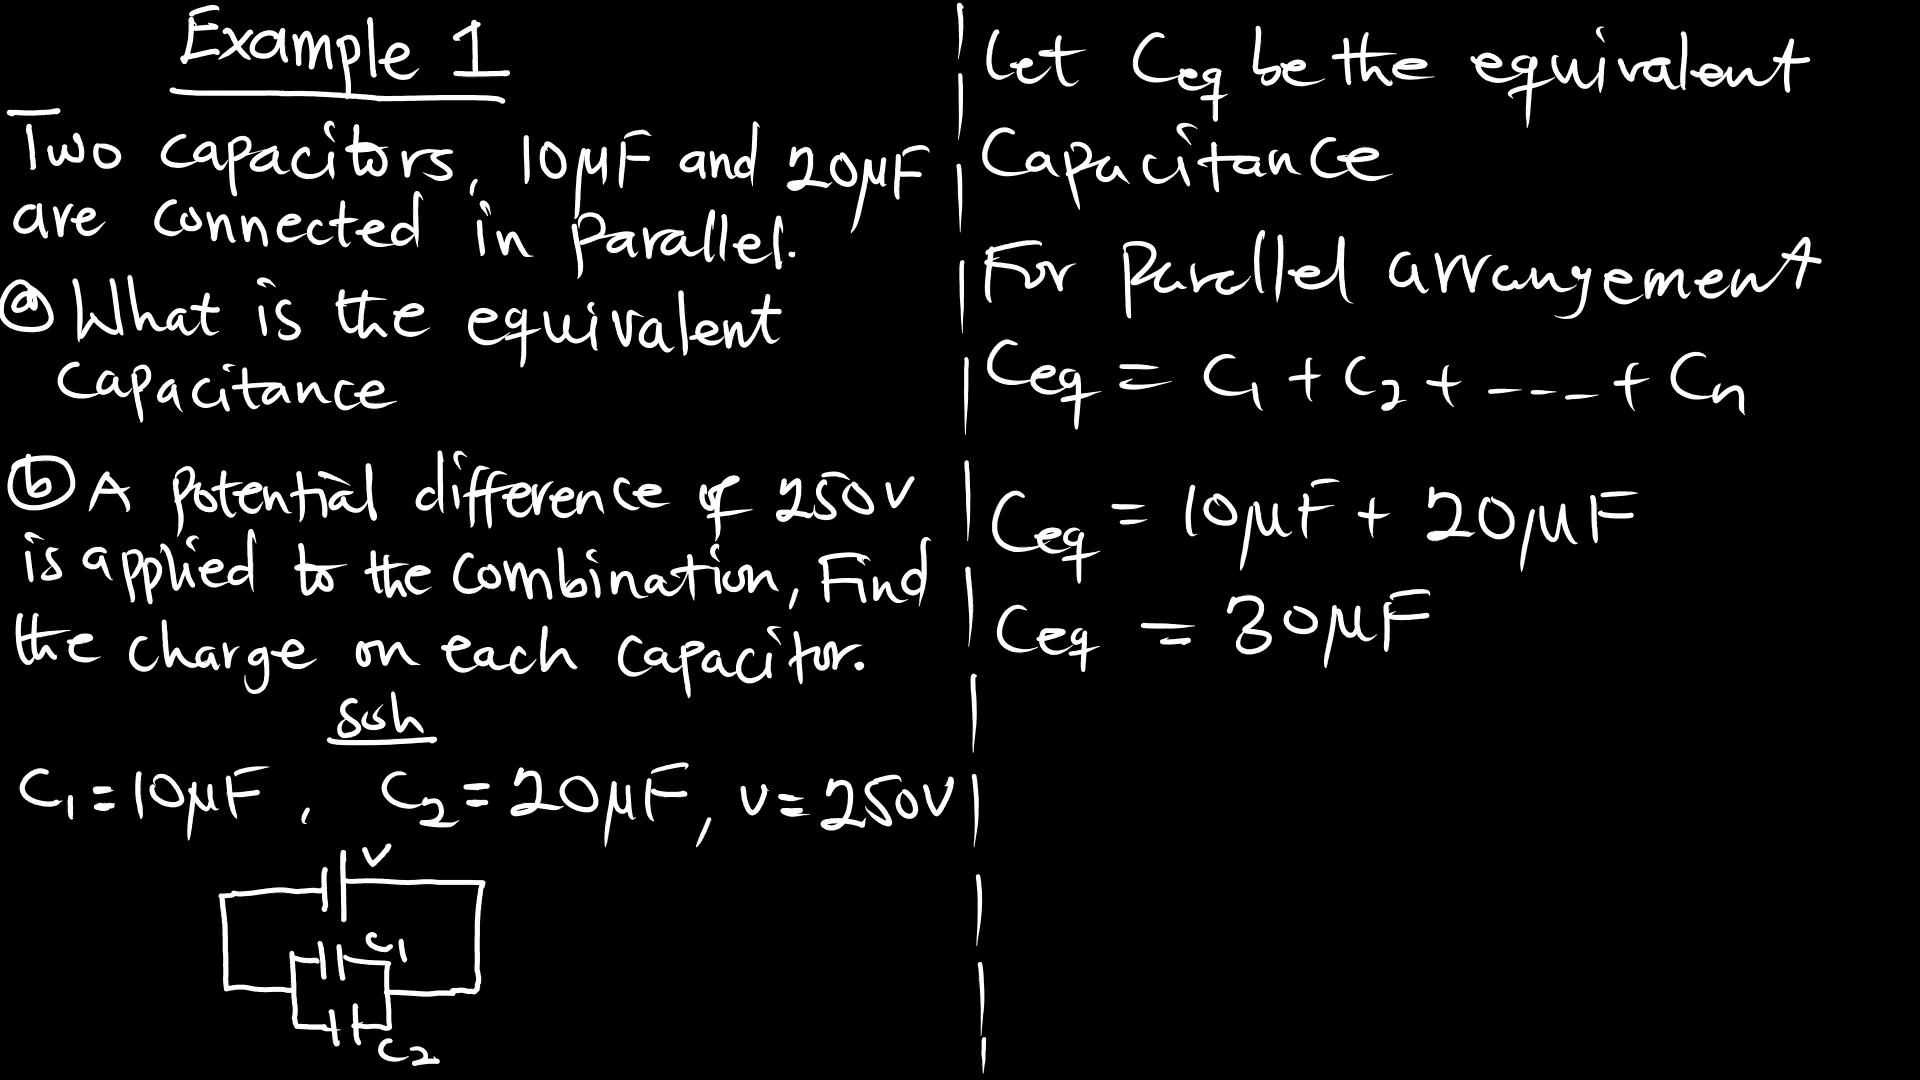 Example 1
Two capacitors, 10μF and 20μF
are connected in parallel.
ⓐ What is the equivalent
capacitance
ⓑ A potential difference of 250V
is applied to the combination, Find
the charge on each capacitor.
Soln
C₁ = 10μF, C₂ = 20μF, V = 250V
V
C₁
C₂
Let Ceq be the equivalent
Capacitance
For parallel arrangement
Ceq = C₁ + C₂ + ---- + Cn
Ceq = 10μF + 20μF
Ceq = 30μF